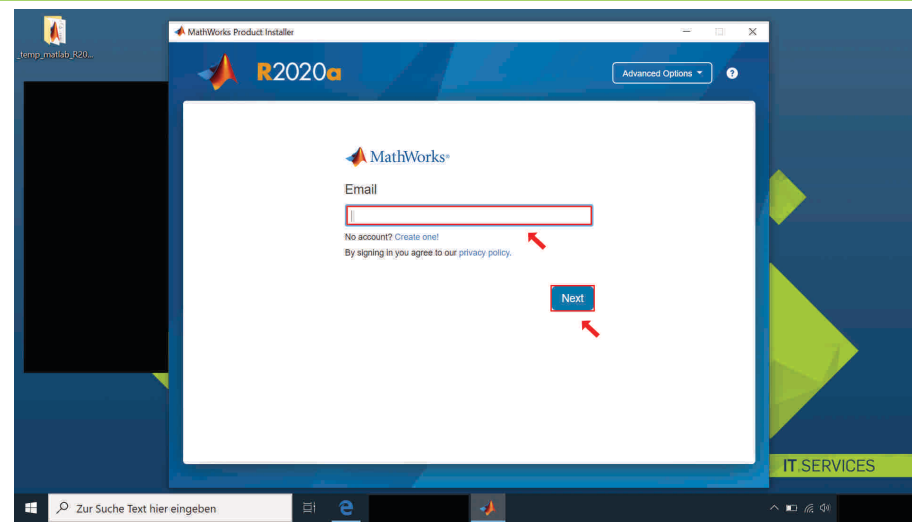 _temp_matlab_R20...
MathWorks Product Installer
R2020a
Advanced Options
?
MathWorks®
Email
No account? Create one!
By signing in you agree to our privacy policy.
Next
IT.SERVICES
Zur Suche Text hier eingeben